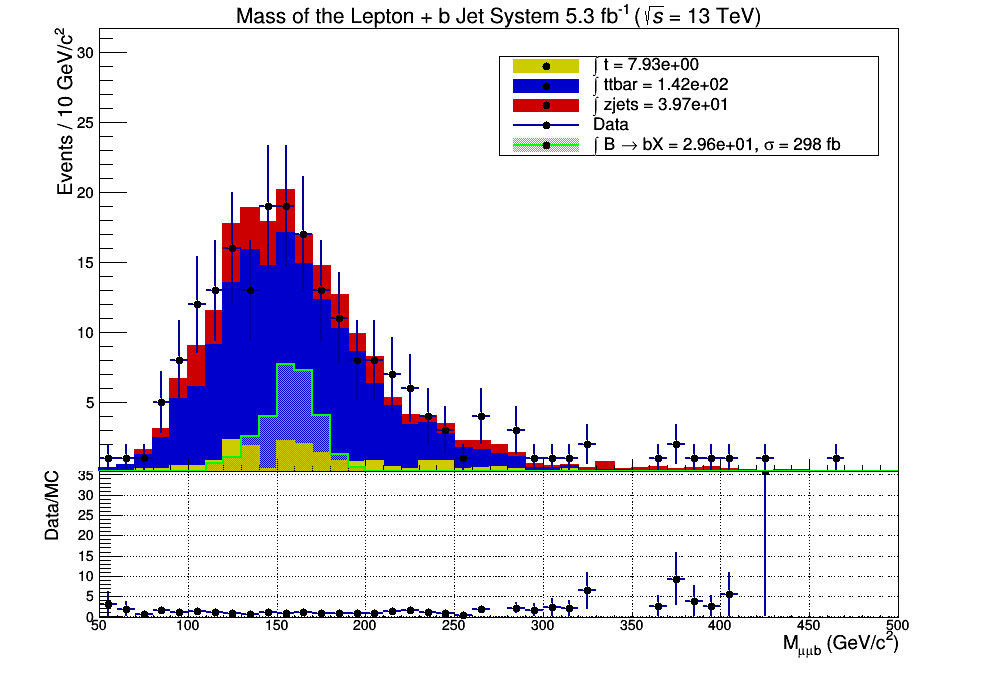 Mass of the Lepton + b Jet System 5.3 fb⁻¹ (√s = 13 TeV)
Events / 10 GeV/c²
30
25
20
15
10
5
∫ t = 7.93e+00
∫ ttbar = 1.42e+02
∫ zjets = 3.97e+01
Data
∫ B → bX = 2.96e+01, σ = 298 fb
Data/MC
35
30
25
20
15
10
5
0
50 100 150 200 250 300 350 400 450 500
M_μμb (GeV/c²)